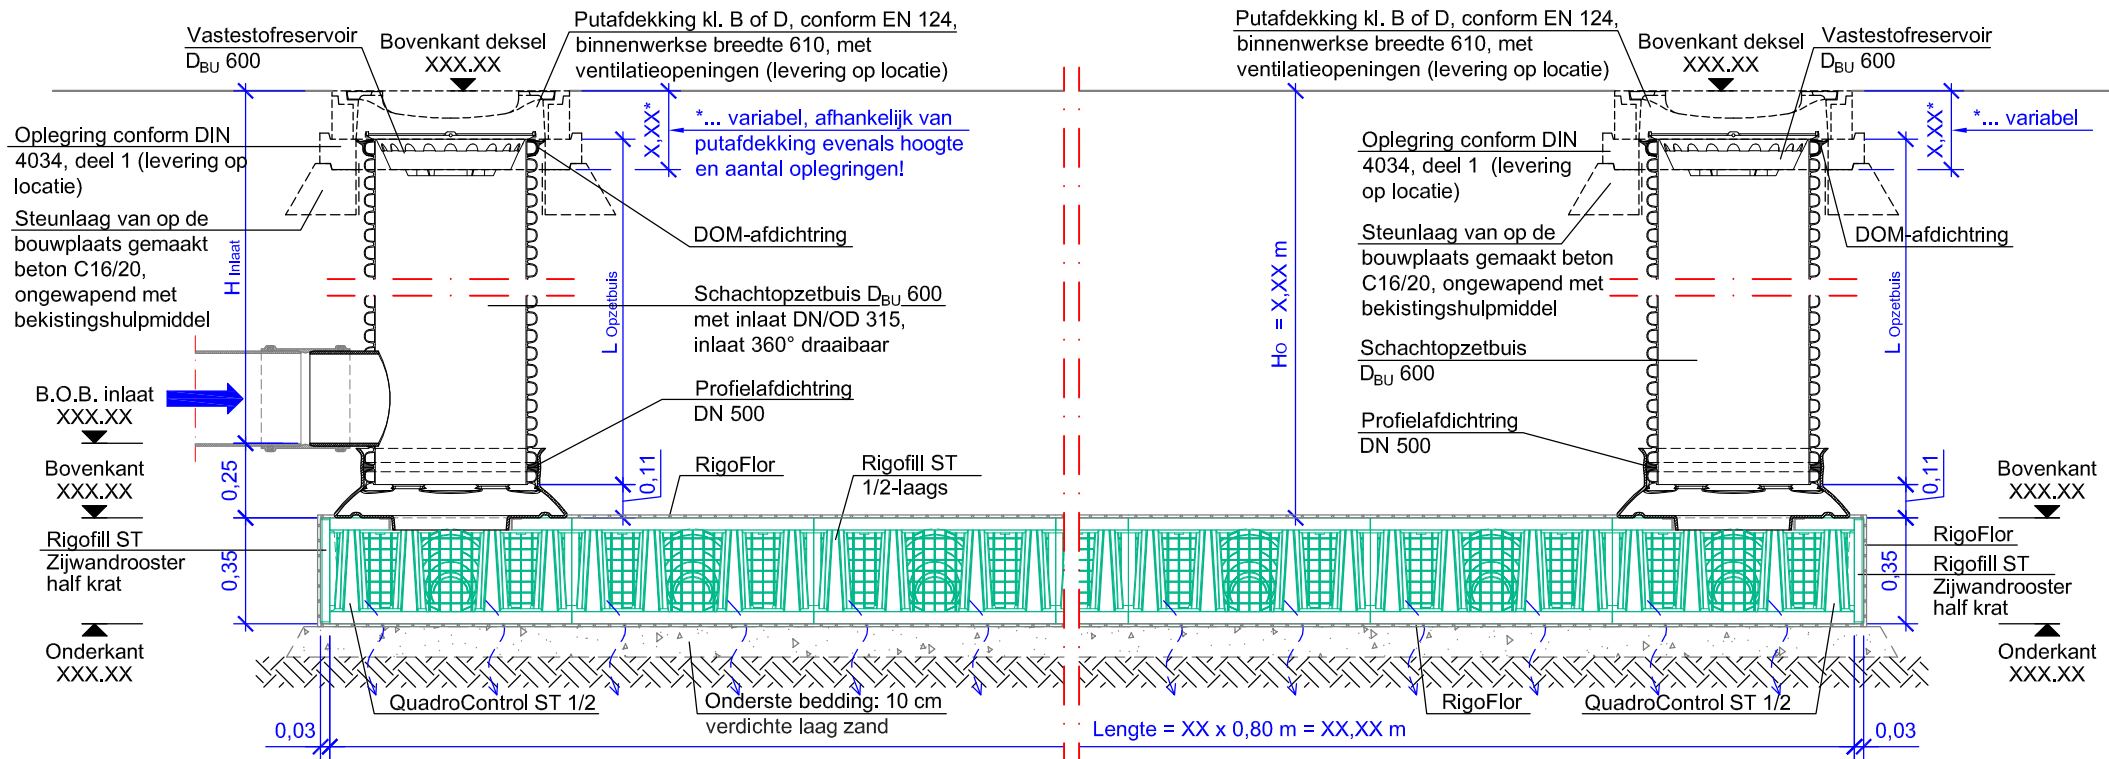 Vastestofreservoir
DBU 600
Bovenkant deksel
XXX.XX
Putafdekking kl. B of D, conform EN 124,
binnenwerkse breedte 610, met
ventilatieopeningen (levering op locatie)
Oplegring conform DIN
4034, deel 1 (levering op
locatie)
Steunlaag van op de
bouwplaats gemaakt
beton C16/20,
ongewapend met
bekistingshulpmiddel
H Inlaat
X,XX*
*... variabel, afhankelijk van
putafdekking evenals hoogte
en aantal oplegringen!
DOM-afdichtring
L Opzetbuis
Schachtopzetbuis DBU 600
met inlaat DN/OD 315,
inlaat 360° draaibaar
Profielafdichtring
DN 500
B.O.B. inlaat
XXX.XX
Bovenkant
XXX.XX
0,25
0,11
RigoFlor
Rigofill ST
1/2-laags
Rigofill ST
Zijwandrooster
half krat
0,35
Onderkant
XXX.XX
QuadroControl ST 1/2
Onderste bedding: 10 cm
verdichte laag zand
0,03
Lengte = XX x 0,80 m = XX,XX m
Putafdekking kl. B of D, conform EN 124,
binnenwerkse breedte 610, met
ventilatieopeningen (levering op locatie)
Bovenkant deksel
XXX.XX
Vastestofreservoir
DBU 600
Oplegring conform DIN
4034, deel 1 (levering
op locatie)
Steunlaag van op de
bouwplaats gemaakt beton
C16/20, ongewapend met
bekistingshulpmiddel
HO = X,XX m
X,XX*
*... variabel
DOM-afdichtring
L Opzetbuis
Schachtopzetbuis
DBU 600
Profielafdichtring
DN 500
0,11
Bovenkant
XXX.XX
RigoFlor
Rigofill ST
Zijwandrooster
half krat
0,35
Onderkant
XXX.XX
RigoFlor
QuadroControl ST 1/2
0,03